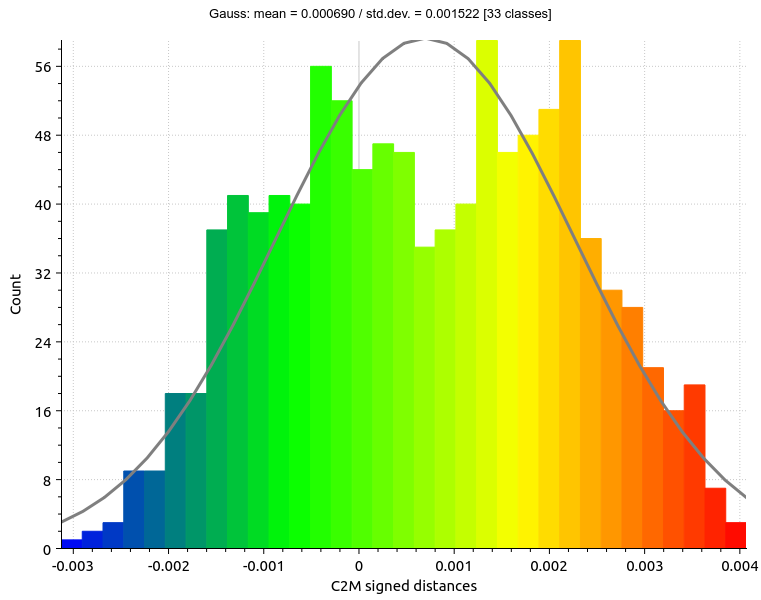 Gauss: mean = 0.000690 / std.dev. = 0.001522 [33 classes]
56
48
40
32
24
16
8
0
Count
-0.003 -0.002 -0.001 0 0.001 0.002 0.003 0.004
C2M signed distances